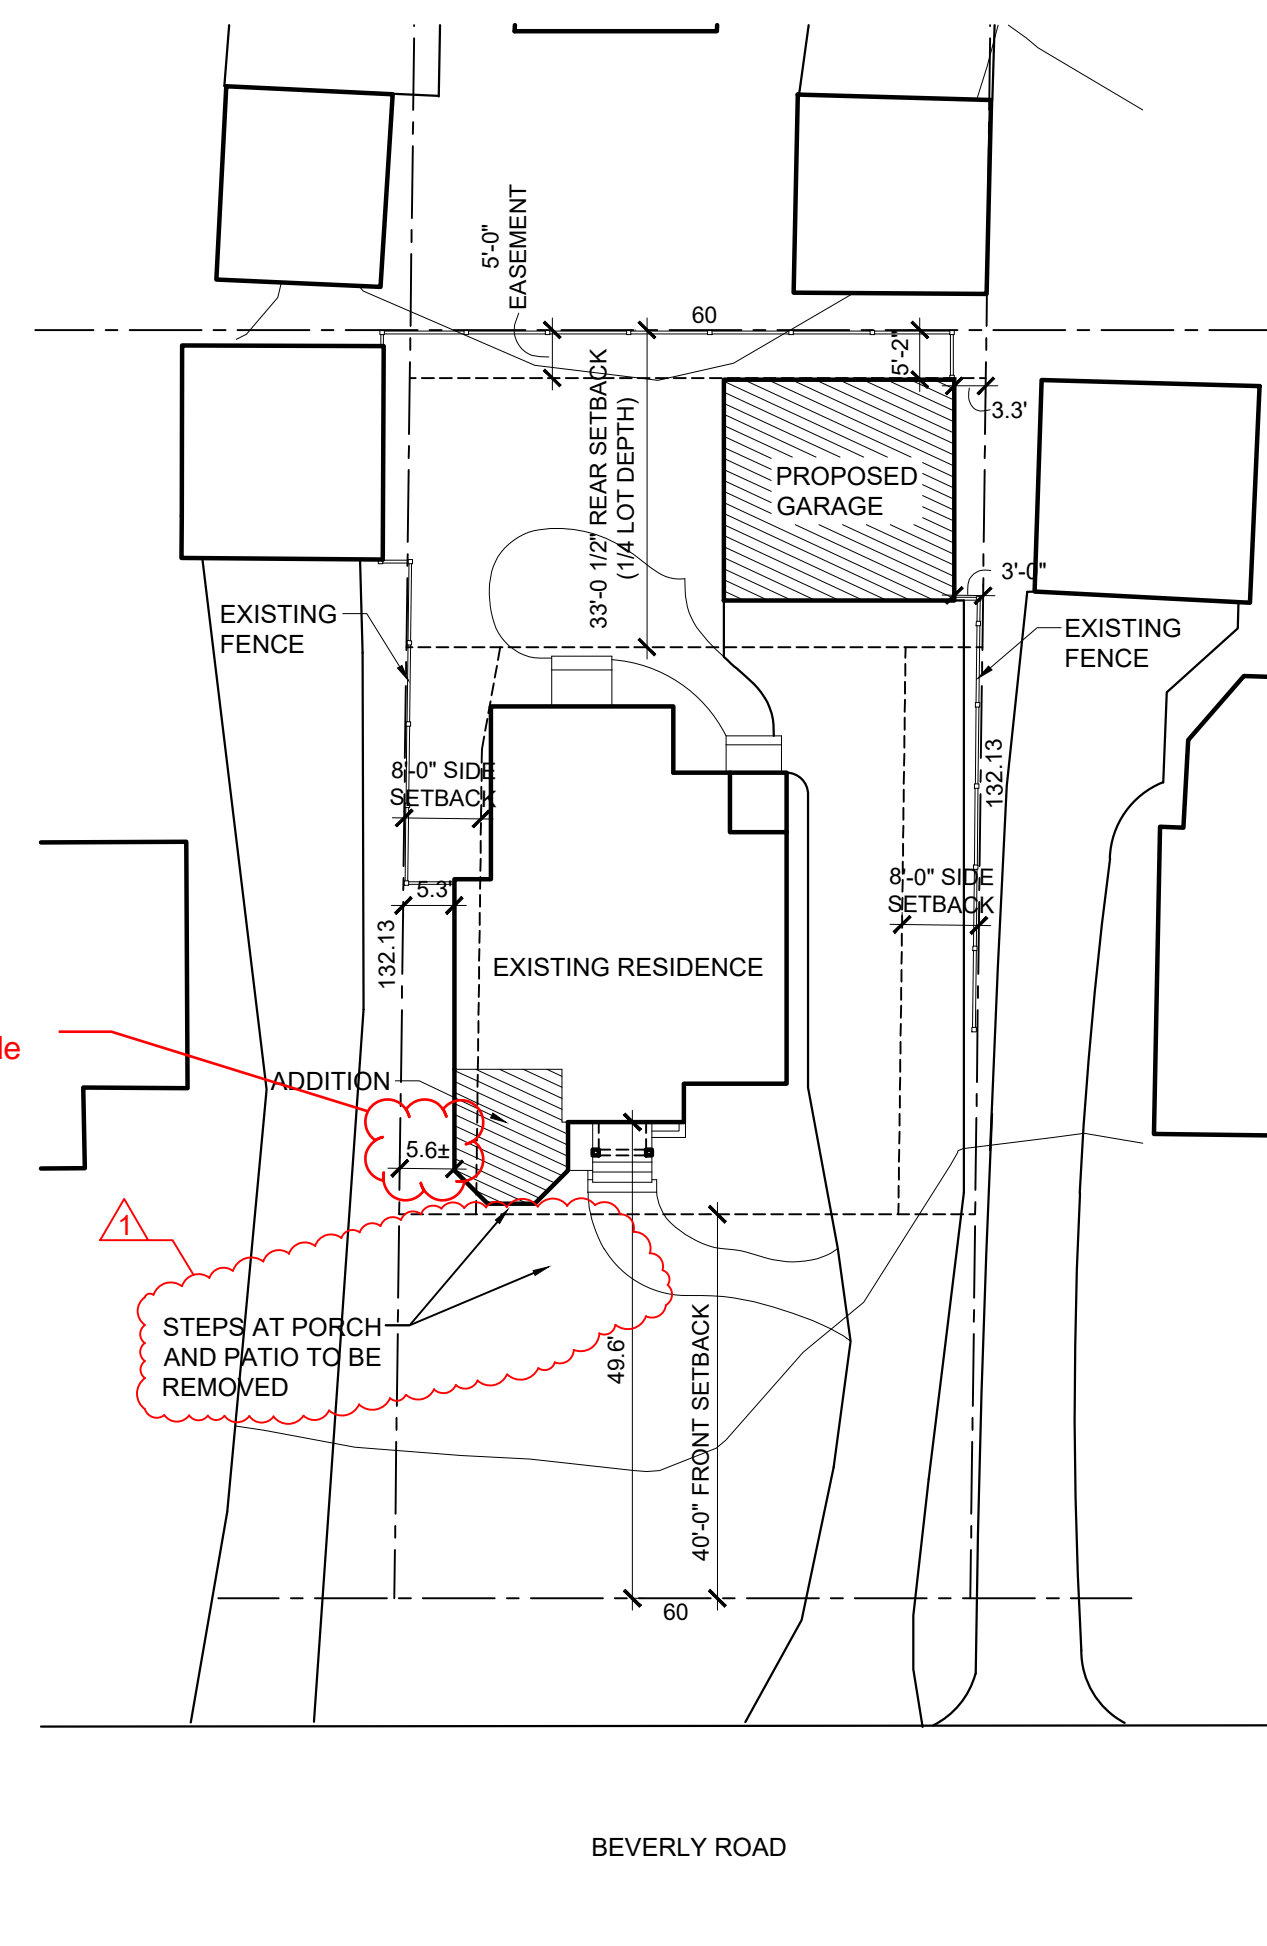 5'-0"
EASEMENT
60
5'-2"
33'-0 1/2" REAR SETBACK
(1/4 LOT DEPTH)
3.3'
PROPOSED
GARAGE
3'-0"
EXISTING
FENCE
EXISTING
FENCE
8'-0" SIDE
SETBACK
132.13
5.3'
8'-0" SIDE
SETBACK
132.13
EXISTING RESIDENCE
le
ADDITION
5.6±
1
STEPS AT PORCH
AND PATIO TO BE
REMOVED
49.6'
40'-0" FRONT SETBACK
60
BEVERLY ROAD